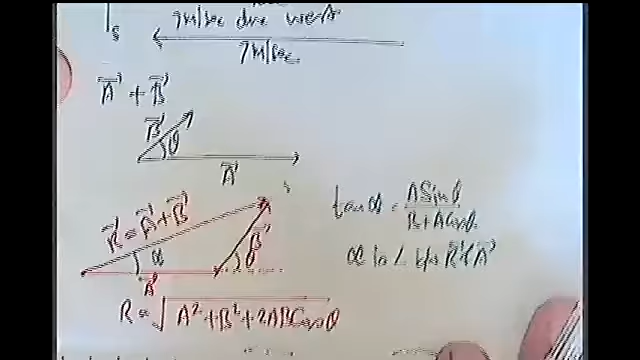 S
7M/Sec due west
7M/Sec
A⃗ + B⃗
B⃗
θ
A⃗
R⃗ = A⃗ + B⃗
α
B⃗
θ
A⃗
tan α = A Sin θ / B + A Cos θ
α is ∠ b/w R⃗ & A⃗
R = √A² + B² + 2AB Cos θ